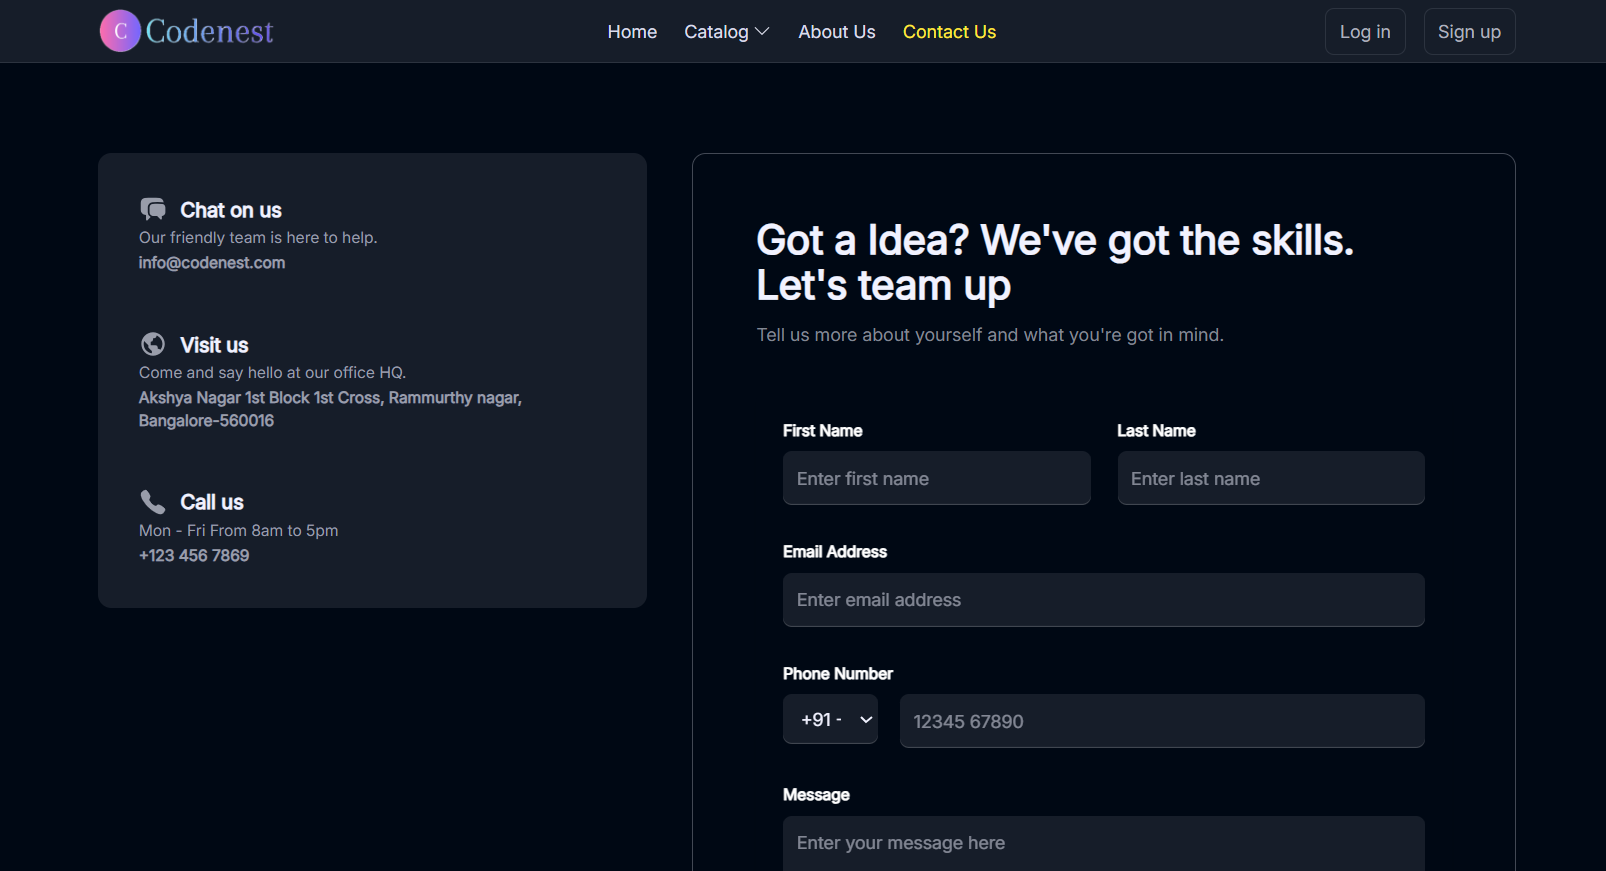 C Codenest
Home Catalog About Us Contact Us
Log in Sign up
Chat on us
Our friendly team is here to help.
info@codenest.com
Visit us
Come and say hello at our office HQ.
Akshya Nagar 1st Block 1st Cross, Rammurthy nagar,
Bangalore-560016
Call us
Mon - Fri From 8am to 5pm
+123 456 7869
Got a Idea? We've got the skills.
Let's team up
Tell us more about yourself and what you're got in mind.
First Name Last Name
Enter first name Enter last name
Email Address
Enter email address
Phone Number
+91 - 12345 67890
Message
Enter your message here